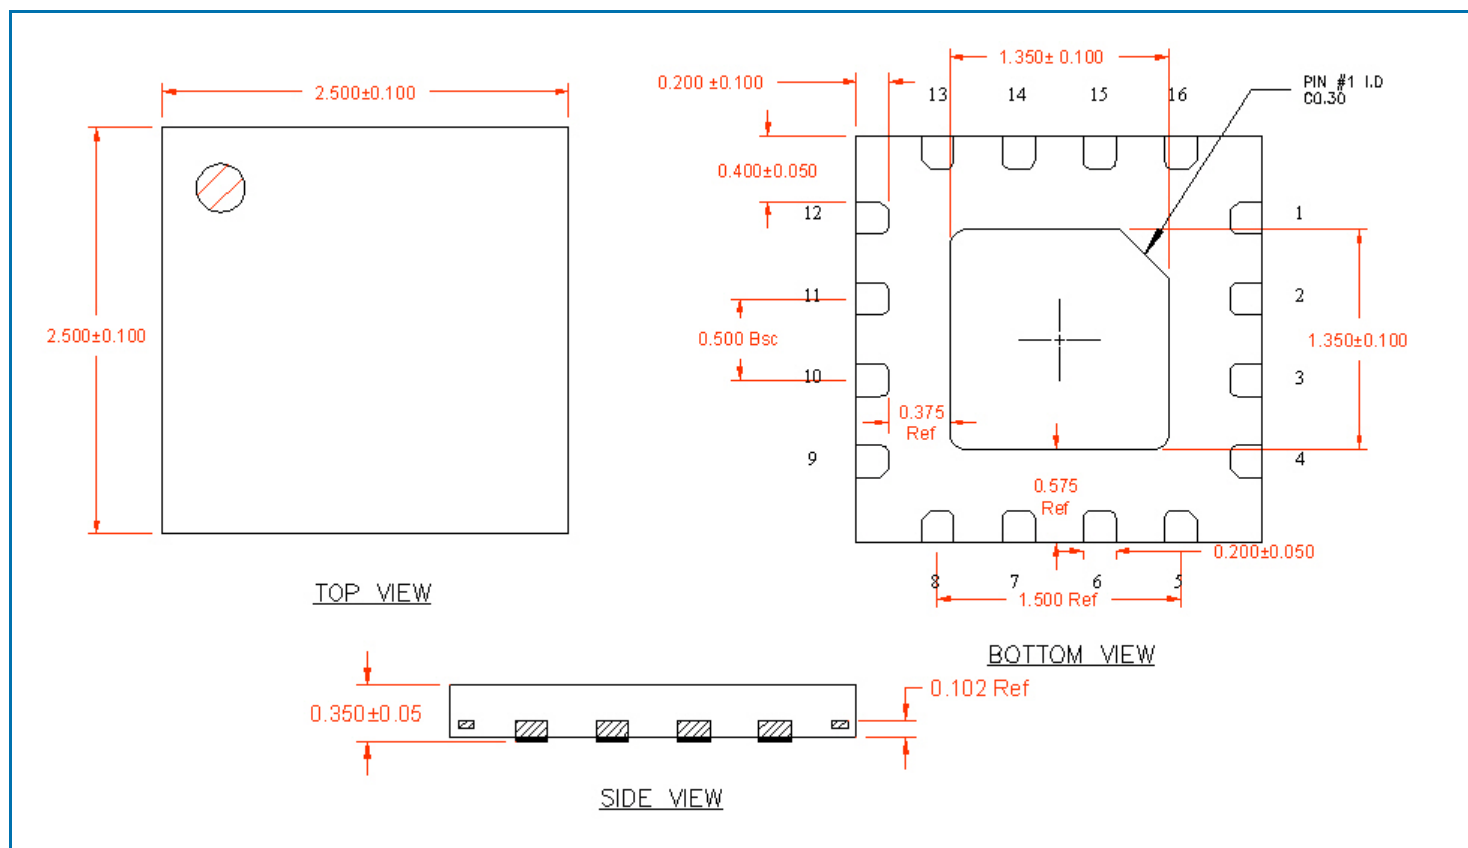 1.350± 0.100
0.200 ±0.100
PIN #1 I.D
C0.30
2.500±0.100
13 14 15 16
0.400±0.050
12 1
11 2
2.500±0.100
0.500 Bsc
1.350±0.100
10 3
0.375
Ref
9 4
0.575
Ref
0.200±0.050
8 7 6 5
1.500 Ref
TOP VIEW
BOTTOM VIEW
0.102 Ref
0.350±0.05
SIDE VIEW